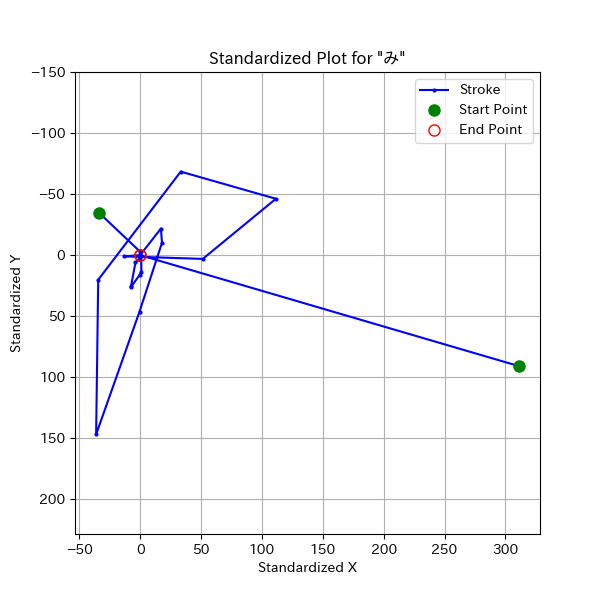 Standardized Plot for "み"
Stroke
Start Point
End Point
Standardized Y
−150
−100
−50
0
50
100
150
200
−50 0 50 100 150 200 250 300
Standardized X